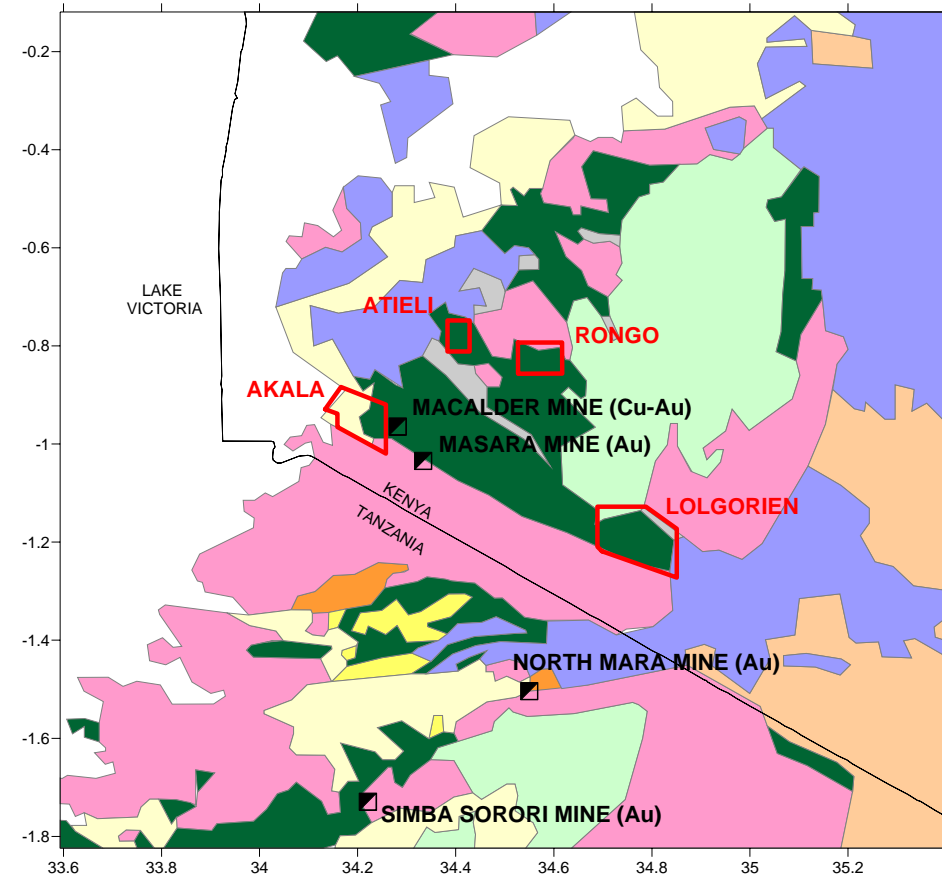 -0.2
-0.4
-0.6
-0.8
-1
-1.2
-1.4
-1.6
-1.8
LAKE
VICTORIA
ATIELI
RONGO
AKALA
MACALDER MINE (Cu-Au)
MASARA MINE (Au)
KENYA
TANZANIA
LOLGORIEN
NORTH MARA MINE (Au)
SIMBA SORORI MINE (Au)
33.6
33.8
34
34.2
34.4
34.6
34.8
35
35.2